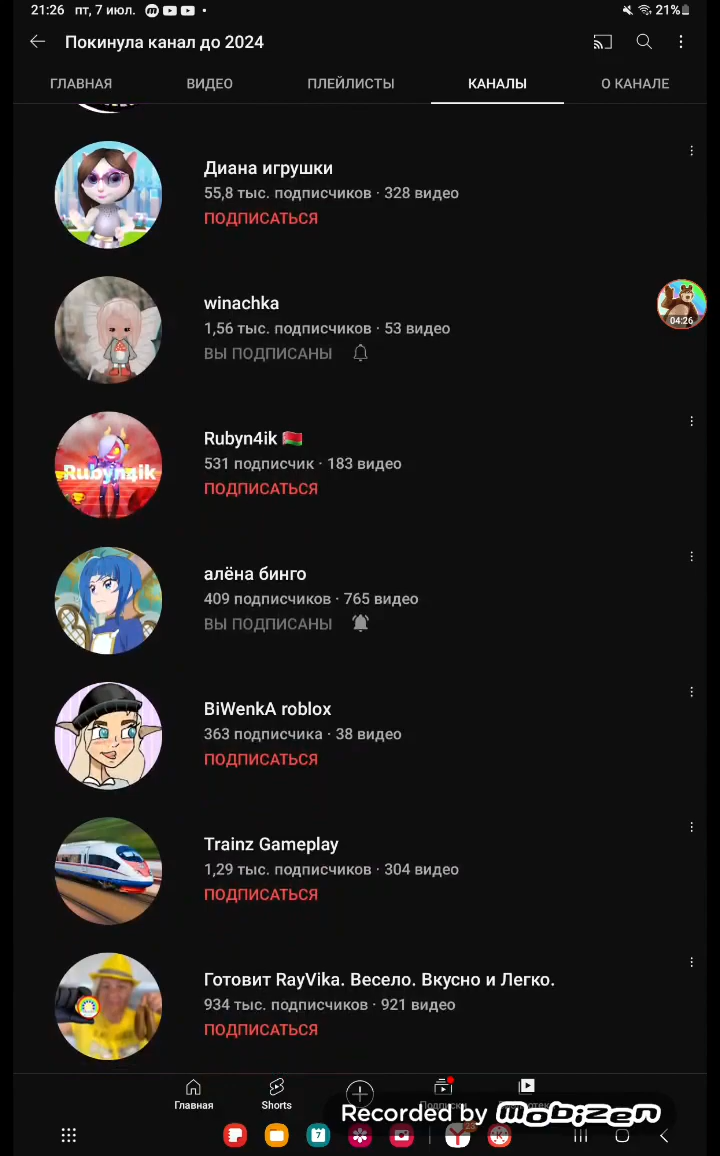 21:26 пт, 7 июл.
21%
Покинула канал до 2024
ГЛАВНАЯ ВИДЕО ПЛЕЙЛИСТЫ КАНАЛЫ О КАНАЛЕ
Диана игрушки
55,8 тыс. подписчиков · 328 видео
ПОДПИСАТЬСЯ
winachka
1,56 тыс. подписчиков · 53 видео
ВЫ ПОДПИСАНЫ
04:26
Rubyn4ik
531 подписчик · 183 видео
ПОДПИСАТЬСЯ
Rubyn4ik
алёна бинго
409 подписчиков · 765 видео
ВЫ ПОДПИСАНЫ
BiWenkA roblox
363 подписчика · 38 видео
ПОДПИСАТЬСЯ
Trainz Gameplay
1,29 тыс. подписчиков · 304 видео
ПОДПИСАТЬСЯ
Готовит RayVika. Весело. Вкусно и Легко.
934 тыс. подписчиков · 921 видео
ПОДПИСАТЬСЯ
Главная Shorts
Recorded by Mobizen
7